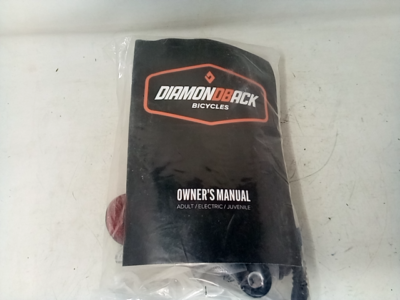 DIAMONDBACK
BICYCLES
OWNER'S MANUAL
ADULT / ELECTRIC / JUVENILE